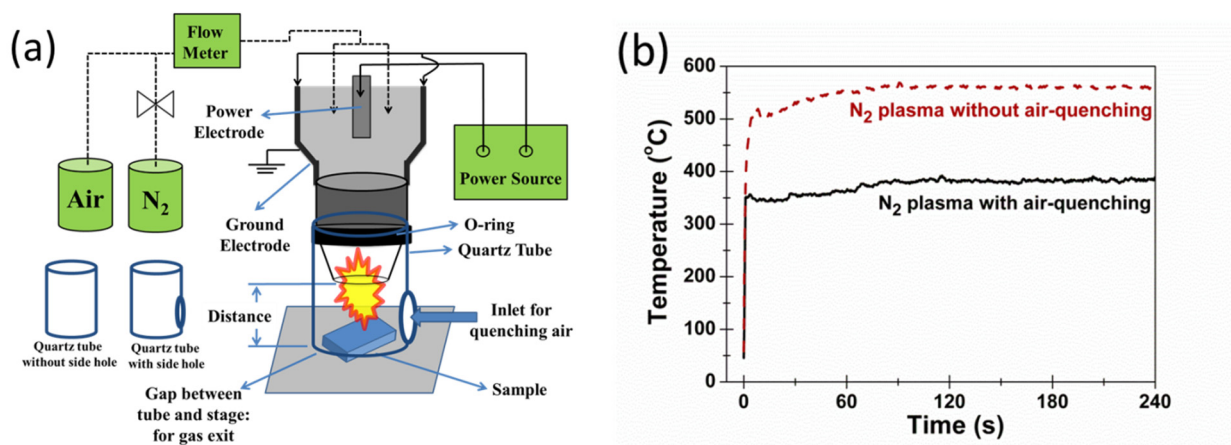 (a)
Flow
Meter
Power
Electrode
Air
N₂
Power Source
Ground
Electrode
O-ring
Quartz Tube
Distance
Inlet for
quenching air
Quartz tube
without side hole
Quartz tube
with side hole
Gap between
tube and stage:
for gas exit
Sample
(b)
600
500
400
300
200
100
0
Temperature (°C)
N₂ plasma without air-quenching
N₂ plasma with air-quenching
0 60 120 180 240
Time (s)